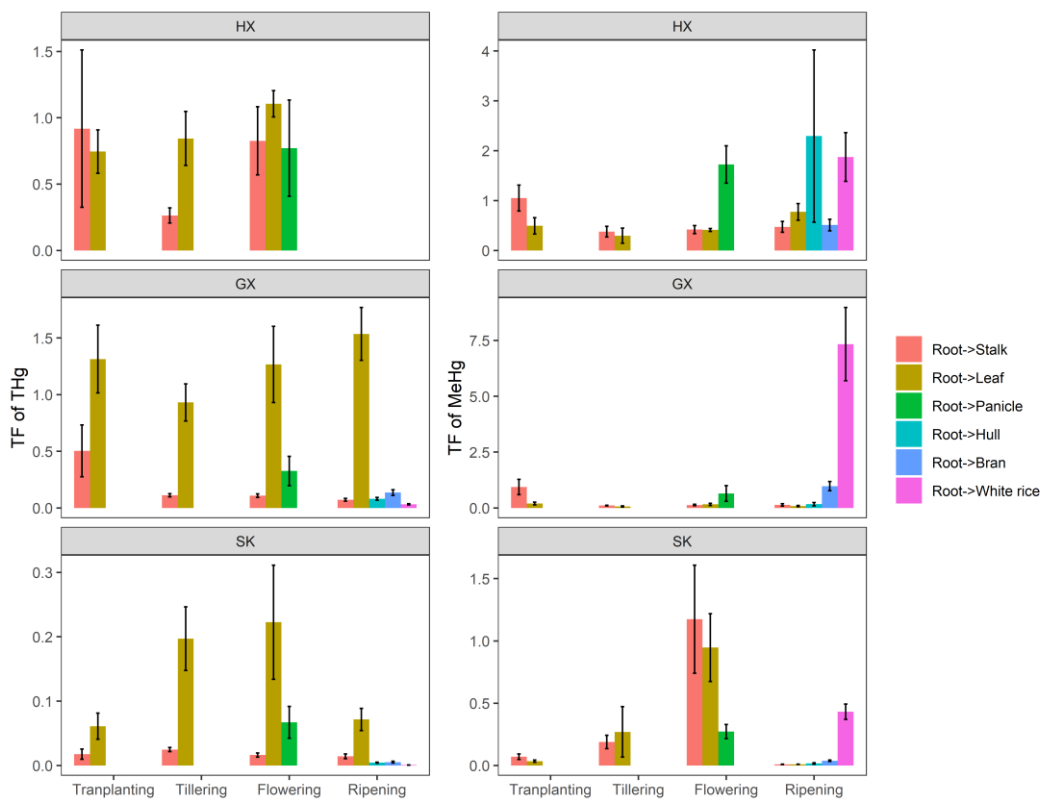 HX
HX
1.5
1.0
0.5
0.0
4
3
2
1
0
GX
GX
TF of THg
1.5
1.0
0.5
0.0
TF of MeHg
7.5
5.0
2.5
0.0
Root->Stalk
Root->Leaf
Root->Panicle
Root->Hull
Root->Bran
Root->White rice
SK
SK
0.3
0.2
0.1
0.0
1.5
1.0
0.5
0.0
Tranplanting Tillering Flowering Ripening
Tranplanting Tillering Flowering Ripening